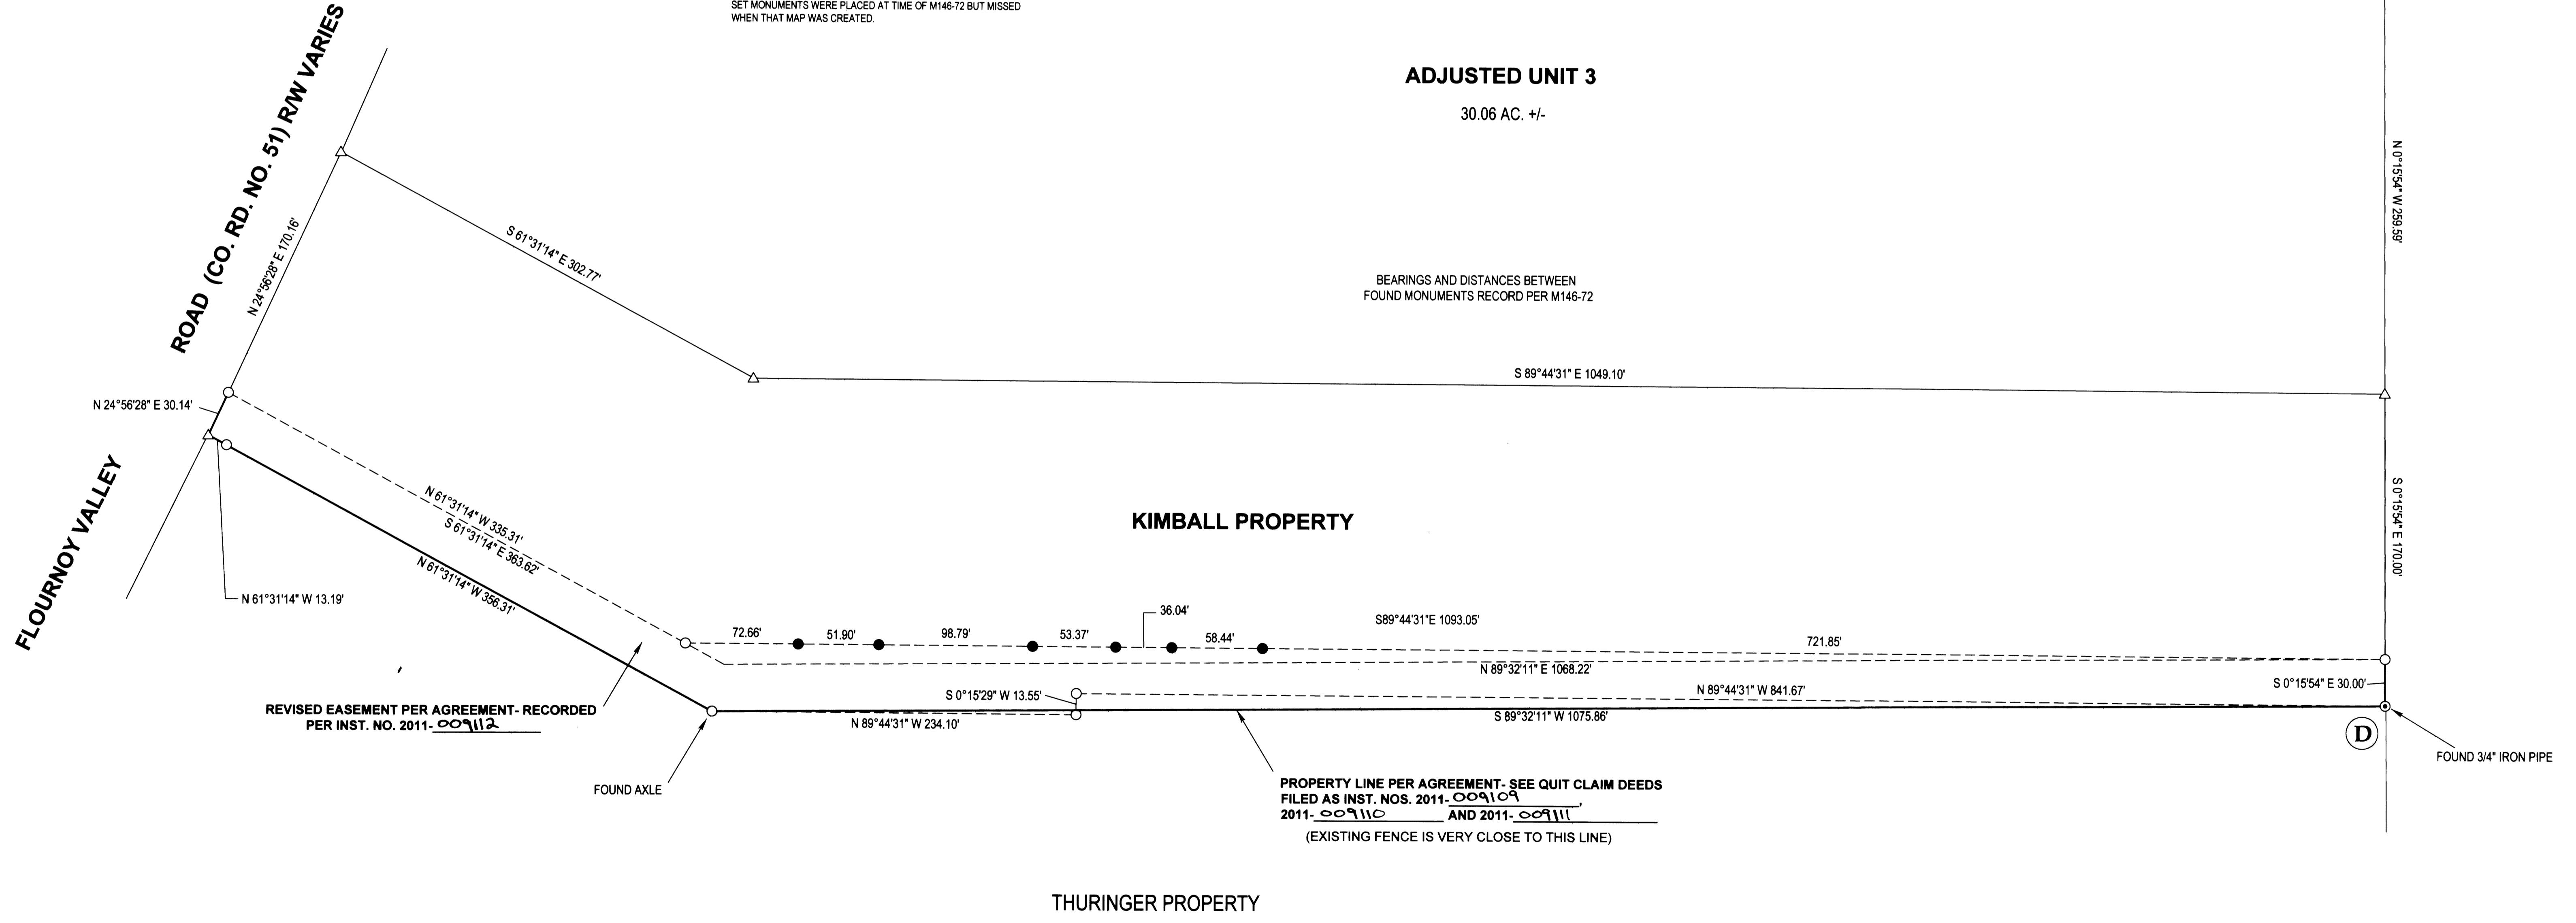 SET MONUMENTS WERE PLACED AT TIME OF M146-72 BUT MISSED
WHEN THAT MAP WAS CREATED.
ADJUSTED UNIT 3
30.06 AC. +/-
ROAD (CO. RD. NO. 51) R/W VARIES
FLOURNOY VALLEY
N 24°56'28" E 170.16'
S 61°31'14" E 302.77'
N 0°15'54" W 259.59'
BEARINGS AND DISTANCES BETWEEN
FOUND MONUMENTS RECORD PER M146-72
S 89°44'31" E 1049.10'
N 24°56'28" E 30.14'
N 61°31'14" W 335.31'
S 61°31'14" E 363.62'
N 61°31'14" W 356.31'
N 61°31'14" W 13.19'
KIMBALL PROPERTY
S 0°15'54" E 170.00'
72.66'
51.90'
98.79'
53.37'
36.04'
58.44'
S89°44'31"E 1093.05'
721.85'
N 89°32'11" E 1068.22'
S 0°15'54" E 30.00'
S 0°15'29" W 13.55'
N 89°44'31" W 841.67'
N 89°44'31" W 234.10'
S 89°32'11" W 1075.86'
REVISED EASEMENT PER AGREEMENT- RECORDED
PER INST. NO. 2011- 009112
D
FOUND 3/4" IRON PIPE
FOUND AXLE
PROPERTY LINE PER AGREEMENT- SEE QUIT CLAIM DEEDS
FILED AS INST. NOS. 2011- 009109,
2011- 009110 AND 2011- 009111
(EXISTING FENCE IS VERY CLOSE TO THIS LINE)
THURINGER PROPERTY